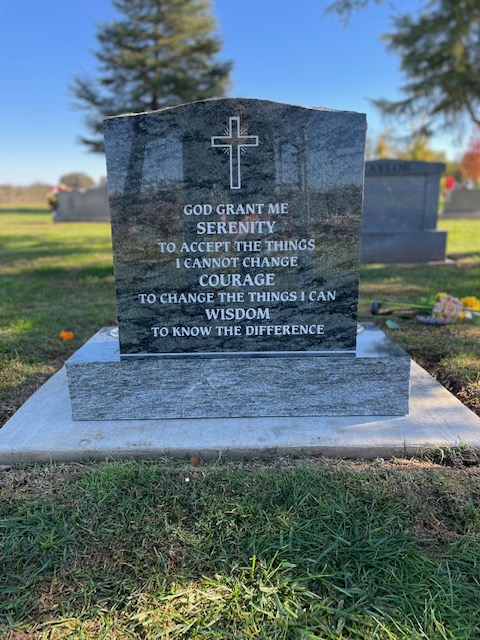 GOD GRANT ME
SERENITY
TO ACCEPT THE THINGS
I CANNOT CHANGE
COURAGE
TO CHANGE THE THINGS I CAN
WISDOM
TO KNOW THE DIFFERENCE